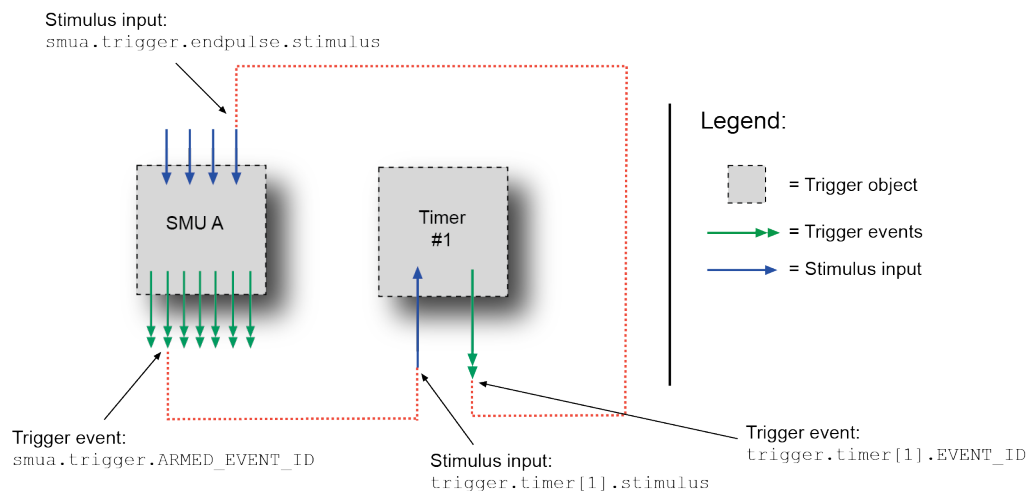 Stimulus input:
smua.trigger.endpulse.stimulus
SMU A
Timer
#1
Legend:
= Trigger object
= Trigger events
= Stimulus input
Trigger event:
smua.trigger.ARMED_EVENT_ID
Stimulus input:
trigger.timer[1].stimulus
Trigger event:
trigger.timer[1].EVENT_ID